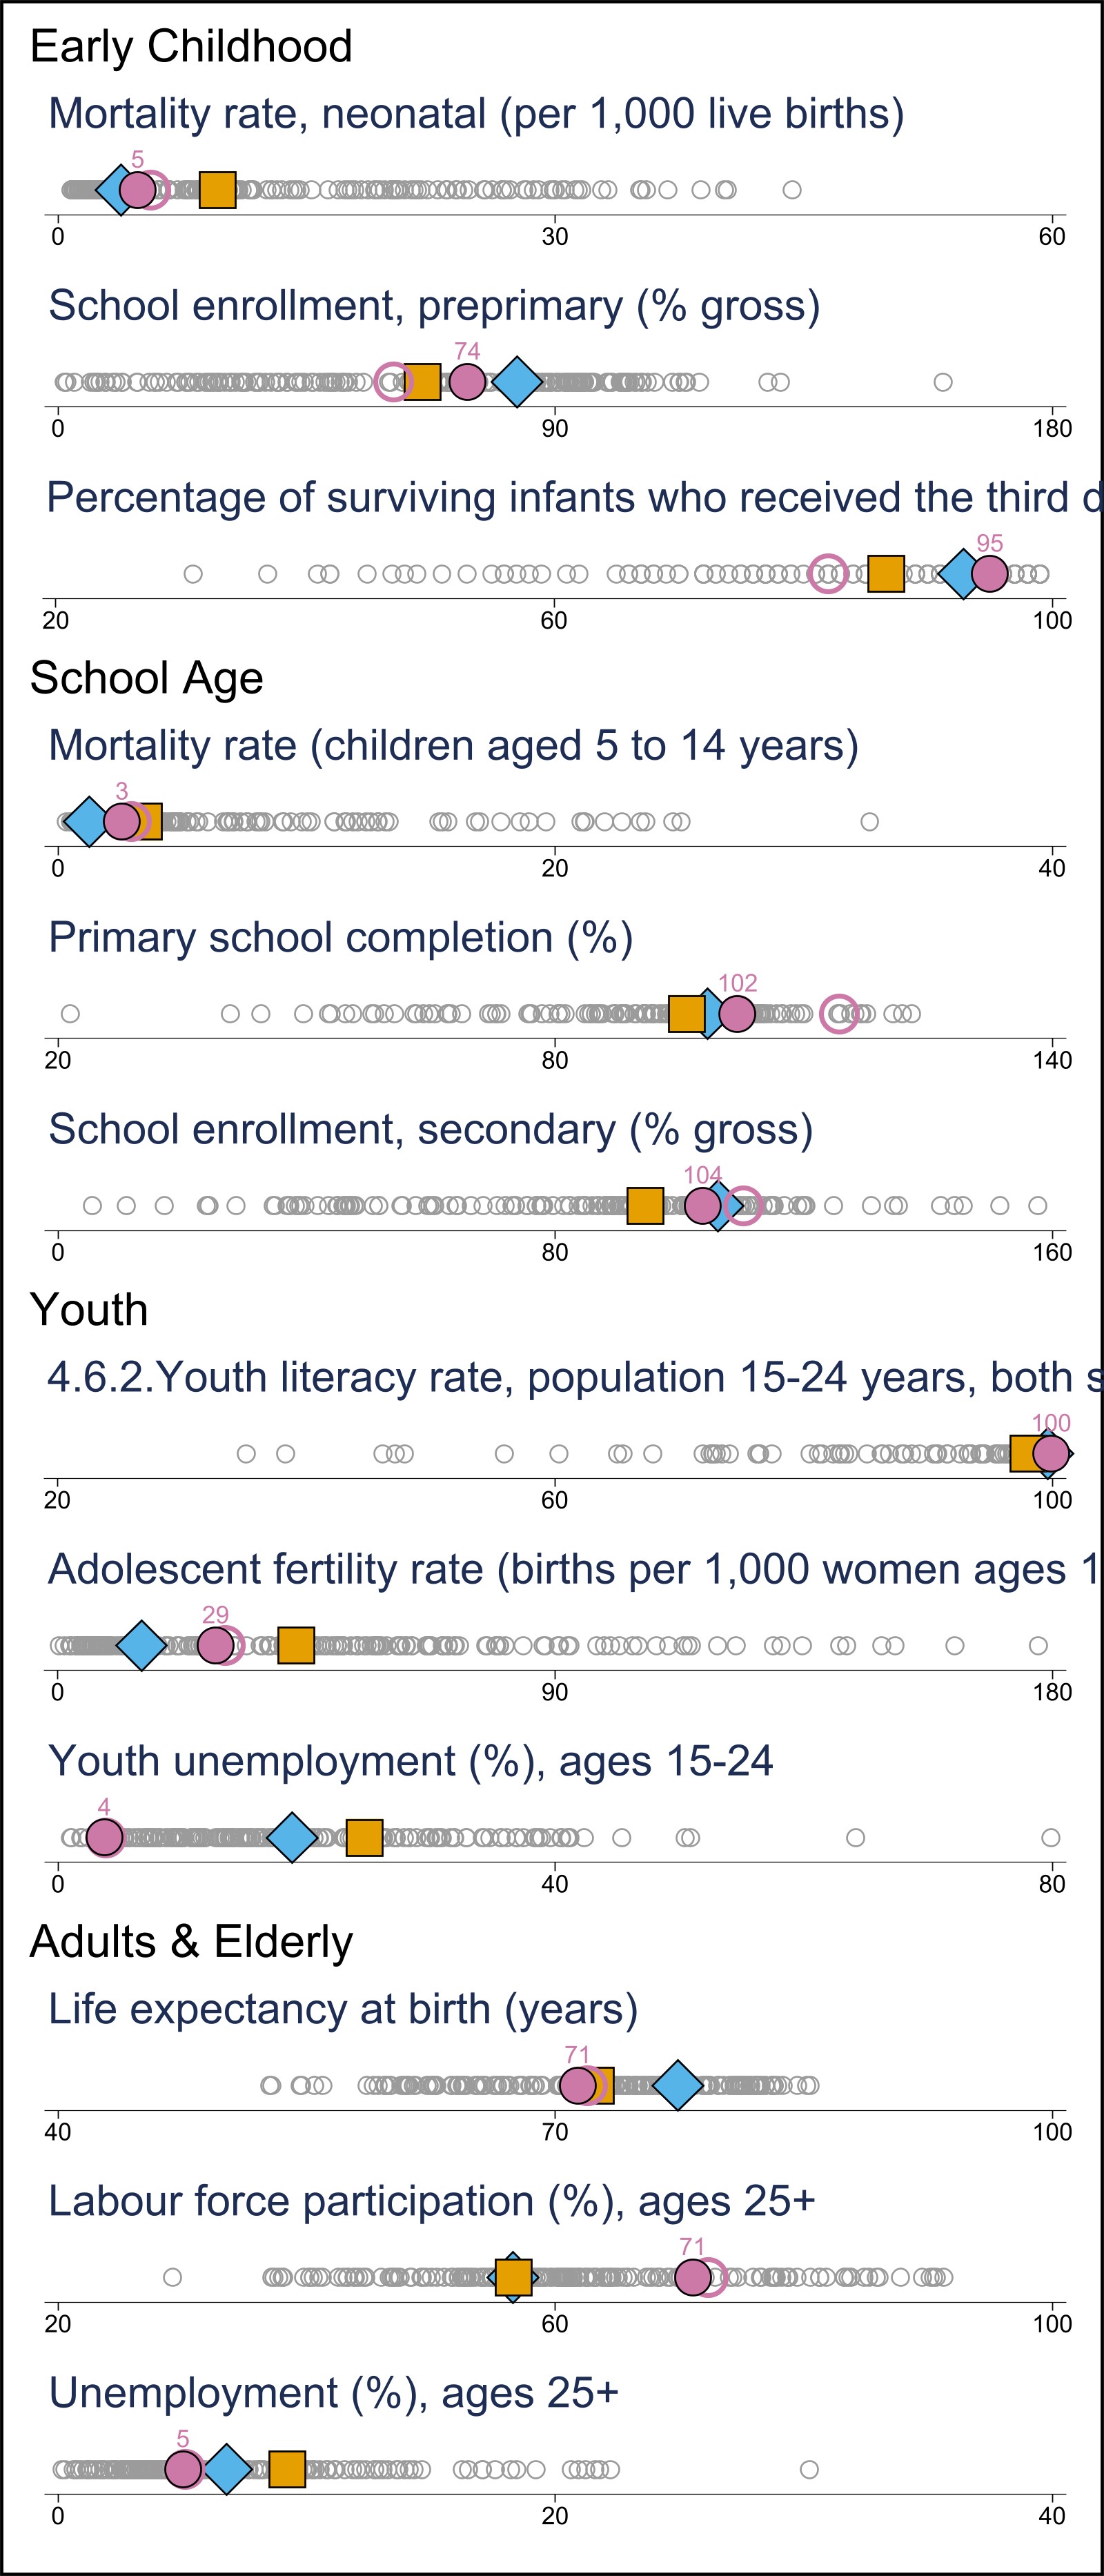 Early Childhood
Mortality rate, neonatal (per 1,000 live births)
5
0 30 60
School enrollment, preprimary (% gross)
74
0 90 180
Percentage of surviving infants who received the third d
95
20 60 100
School Age
Mortality rate (children aged 5 to 14 years)
3
0 20 40
Primary school completion (%)
102
20 80 140
School enrollment, secondary (% gross)
104
0 80 160
Youth
4.6.2.Youth literacy rate, population 15-24 years, both s
100
20 60 100
Adolescent fertility rate (births per 1,000 women ages 1
29
0 90 180
Youth unemployment (%), ages 15-24
4
0 40 80
Adults & Elderly
Life expectancy at birth (years)
71
40 70 100
Labour force participation (%), ages 25+
71
20 60 100
Unemployment (%), ages 25+
5
0 20 40